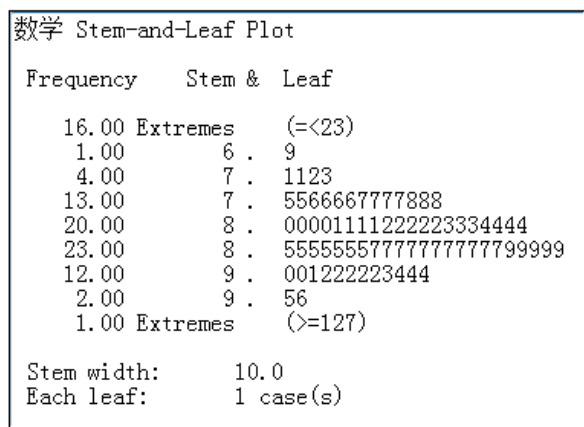 数学 Stem-and-Leaf Plot
Frequency Stem & Leaf
16.00 Extremes (=<23)
1.00 6 . 9
4.00 7 . 1123
13.00 7 . 5566667777888
20.00 8 . 00001111222223334444
23.00 8 . 55555555777777777799999
12.00 9 . 001222223444
2.00 9 . 56
1.00 Extremes (>=127)
Stem width: 10.0
Each leaf: 1 case(s)